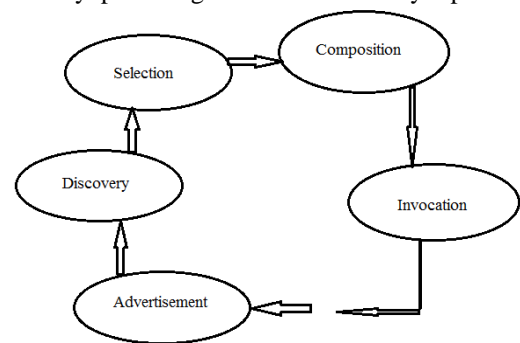 Composition
Selection
Discovery
Invocation
Advertisement